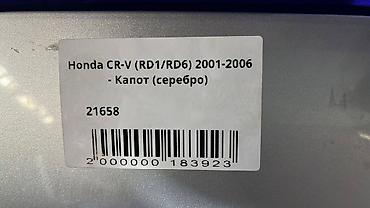 Honda CR-V (RD1/RD6) 2001-2006
- Капот (серебро)
21658
2 000000 183923